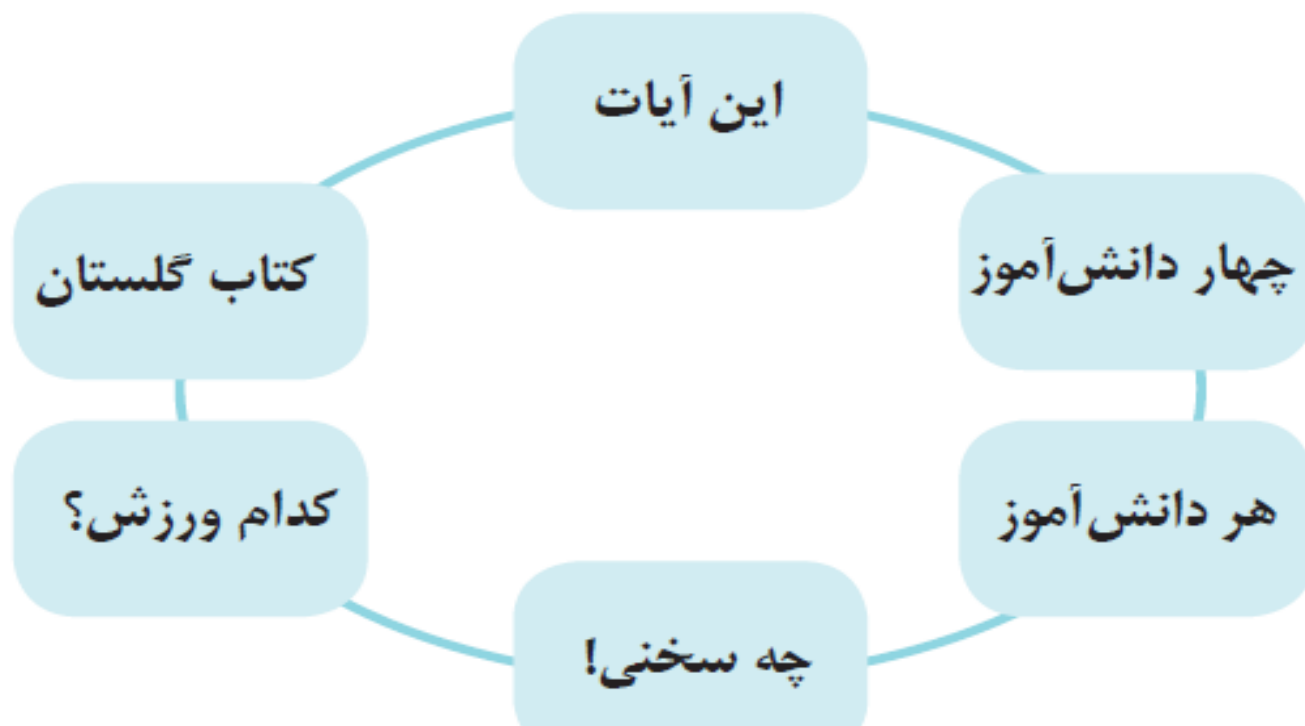 این آیات
چهار دانش‌آموز
هر دانش‌آموز
چه سخنی!
کدام ورزش؟
کتاب گلستان